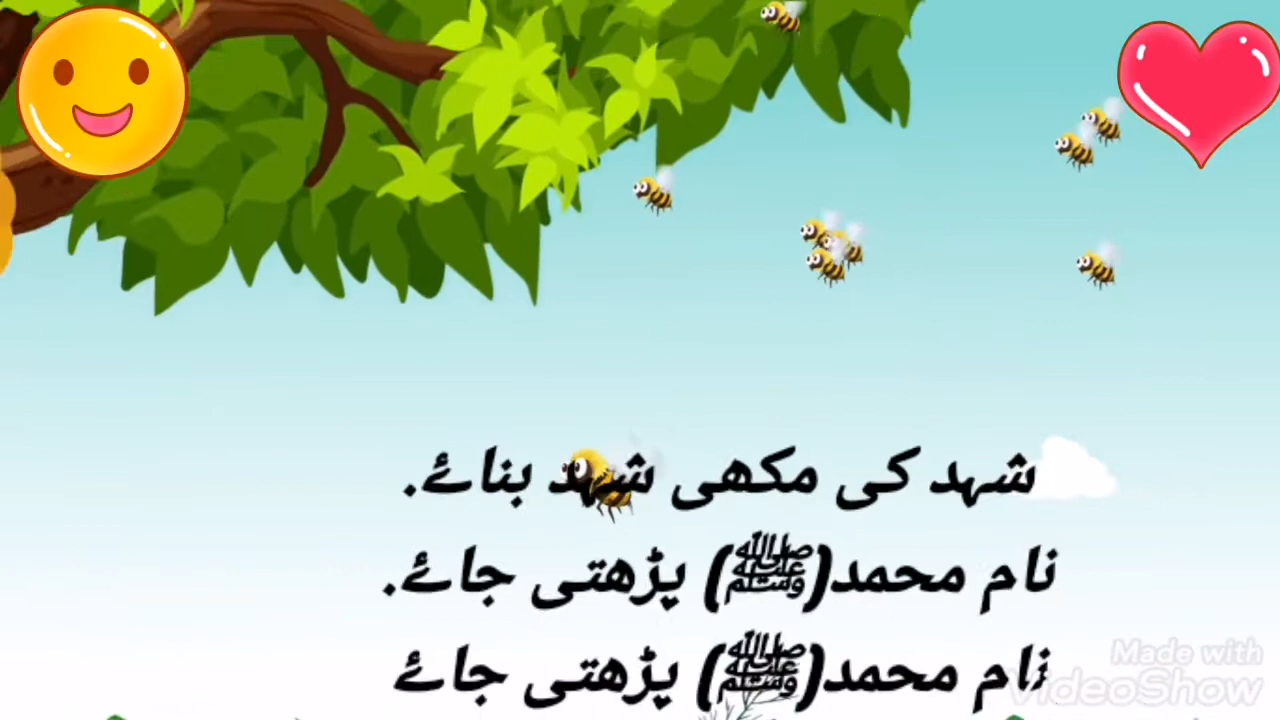 شہد کی مکھی شہد بنائے.
نام محمد(ﷺ) پڑھتی جائے.
نام محمد(ﷺ) پڑھتی جائے
Made with
VideoShow